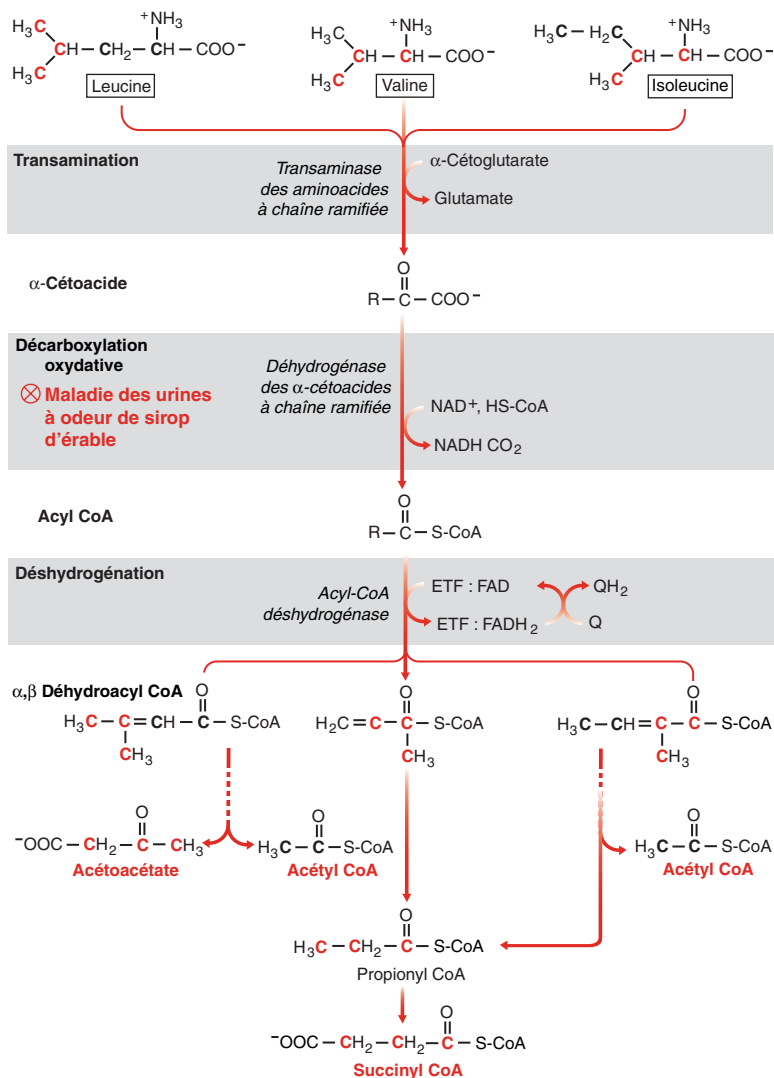 H₃C
⁺NH₃
CH–CH₂–CH–COO⁻
H₃C
Leucine
H₃C
⁺NH₃
CH–CH–COO⁻
H₃C
Valine
H₃C–H₂C
⁺NH₃
CH–CH–COO⁻
H₃C
Isoleucine
Transamination
Transaminase
des aminoacides
à chaîne ramifiée
α-Cétoglutarate
Glutamate
α-Cétoacide
O
R–C–COO⁻
Décarboxylation
oxydative
⊗ Maladie des urines
à odeur de sirop
d'érable
Déhydrogénase
des α-cétoacides
à chaîne ramifiée
NAD⁺, HS-CoA
NADH CO₂
Acyl CoA
O
R–C–S-CoA
Déshydrogénation
Acyl-CoA
déshydrogénase
ETF : FAD
ETF : FADH₂
QH₂
Q
α,β Déhydroacyl CoA
O
H₃C–C=CH–C–S-CoA
CH₃
O
H₂C=C–C–S-CoA
CH₃
O
H₃C–CH=C–C–S-CoA
CH₃
O
⁻OOC–CH₂–C–CH₃
Acétoacétate
O
H₃C–C–S-CoA
Acétyl CoA
O
H₃C–C–S-CoA
Acétyl CoA
O
H₃C–CH₂–C–S-CoA
Propionyl CoA
O
⁻OOC–CH₂–CH₂–C–S-CoA
Succinyl CoA